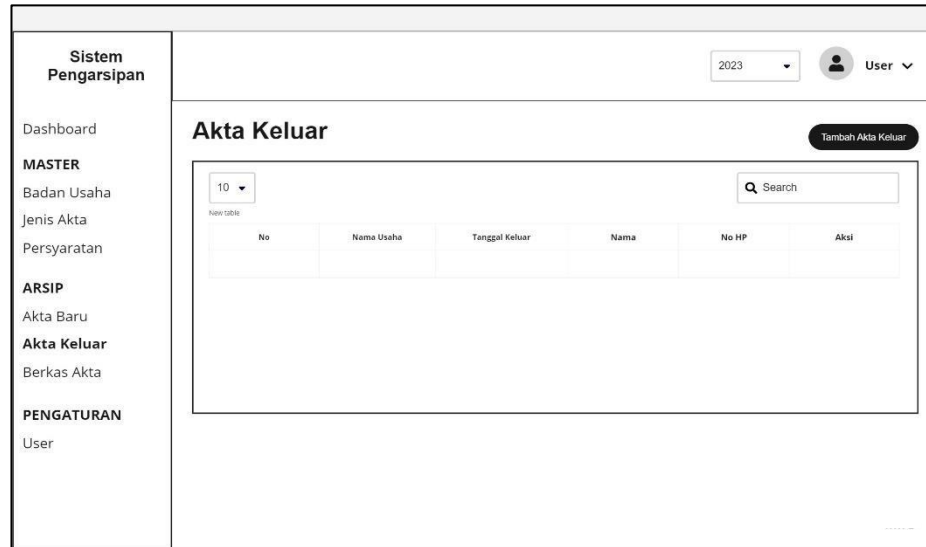 Sistem
Pengarsipan
2023
User
Dashboard
MASTER
Badan Usaha
Jenis Akta
Persyaratan
ARSIP
Akta Baru
Akta Keluar
Berkas Akta
PENGATURAN
User
Akta Keluar
Tambah Akta Keluar
10
Search
New table
No Nama Usaha Tanggal Keluar Nama No HP Aksi